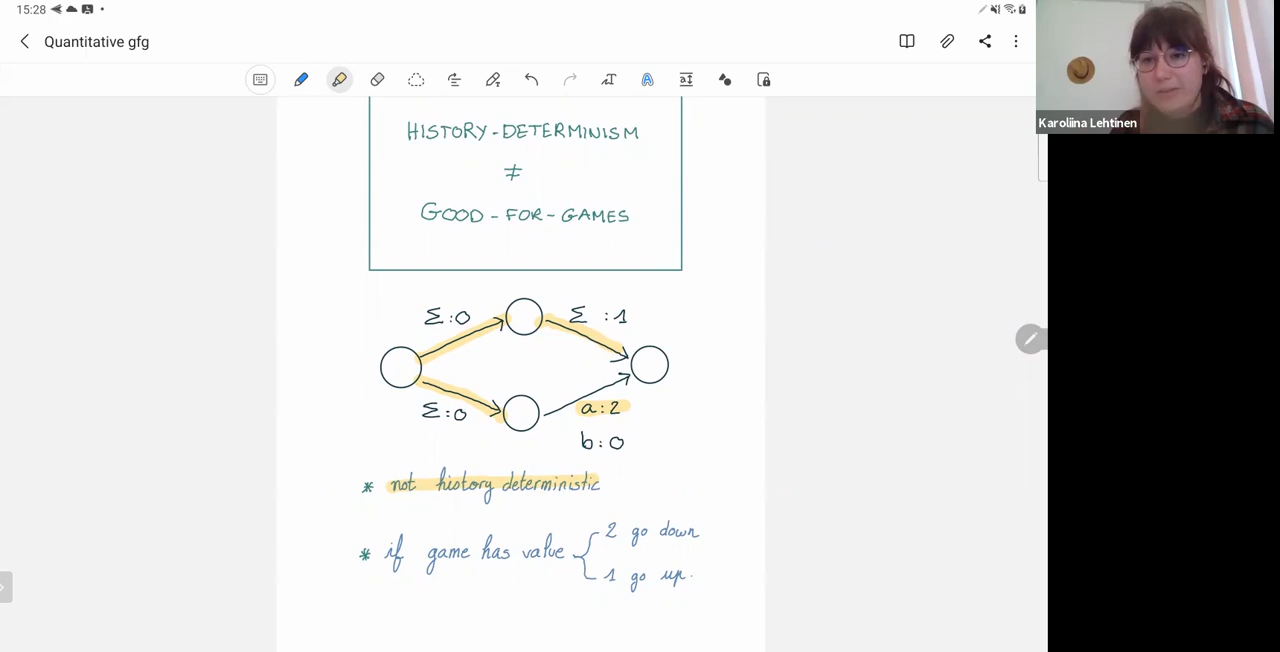 15:28
Quantitative gfg
Karoliina Lehtinen
HISTORY-DETERMINISM
≠
GOOD-FOR-GAMES
Σ:0
Σ :1
Σ:0
a:2
b:0
* not history deterministic
* if game has value { 2 go down
1 go up.